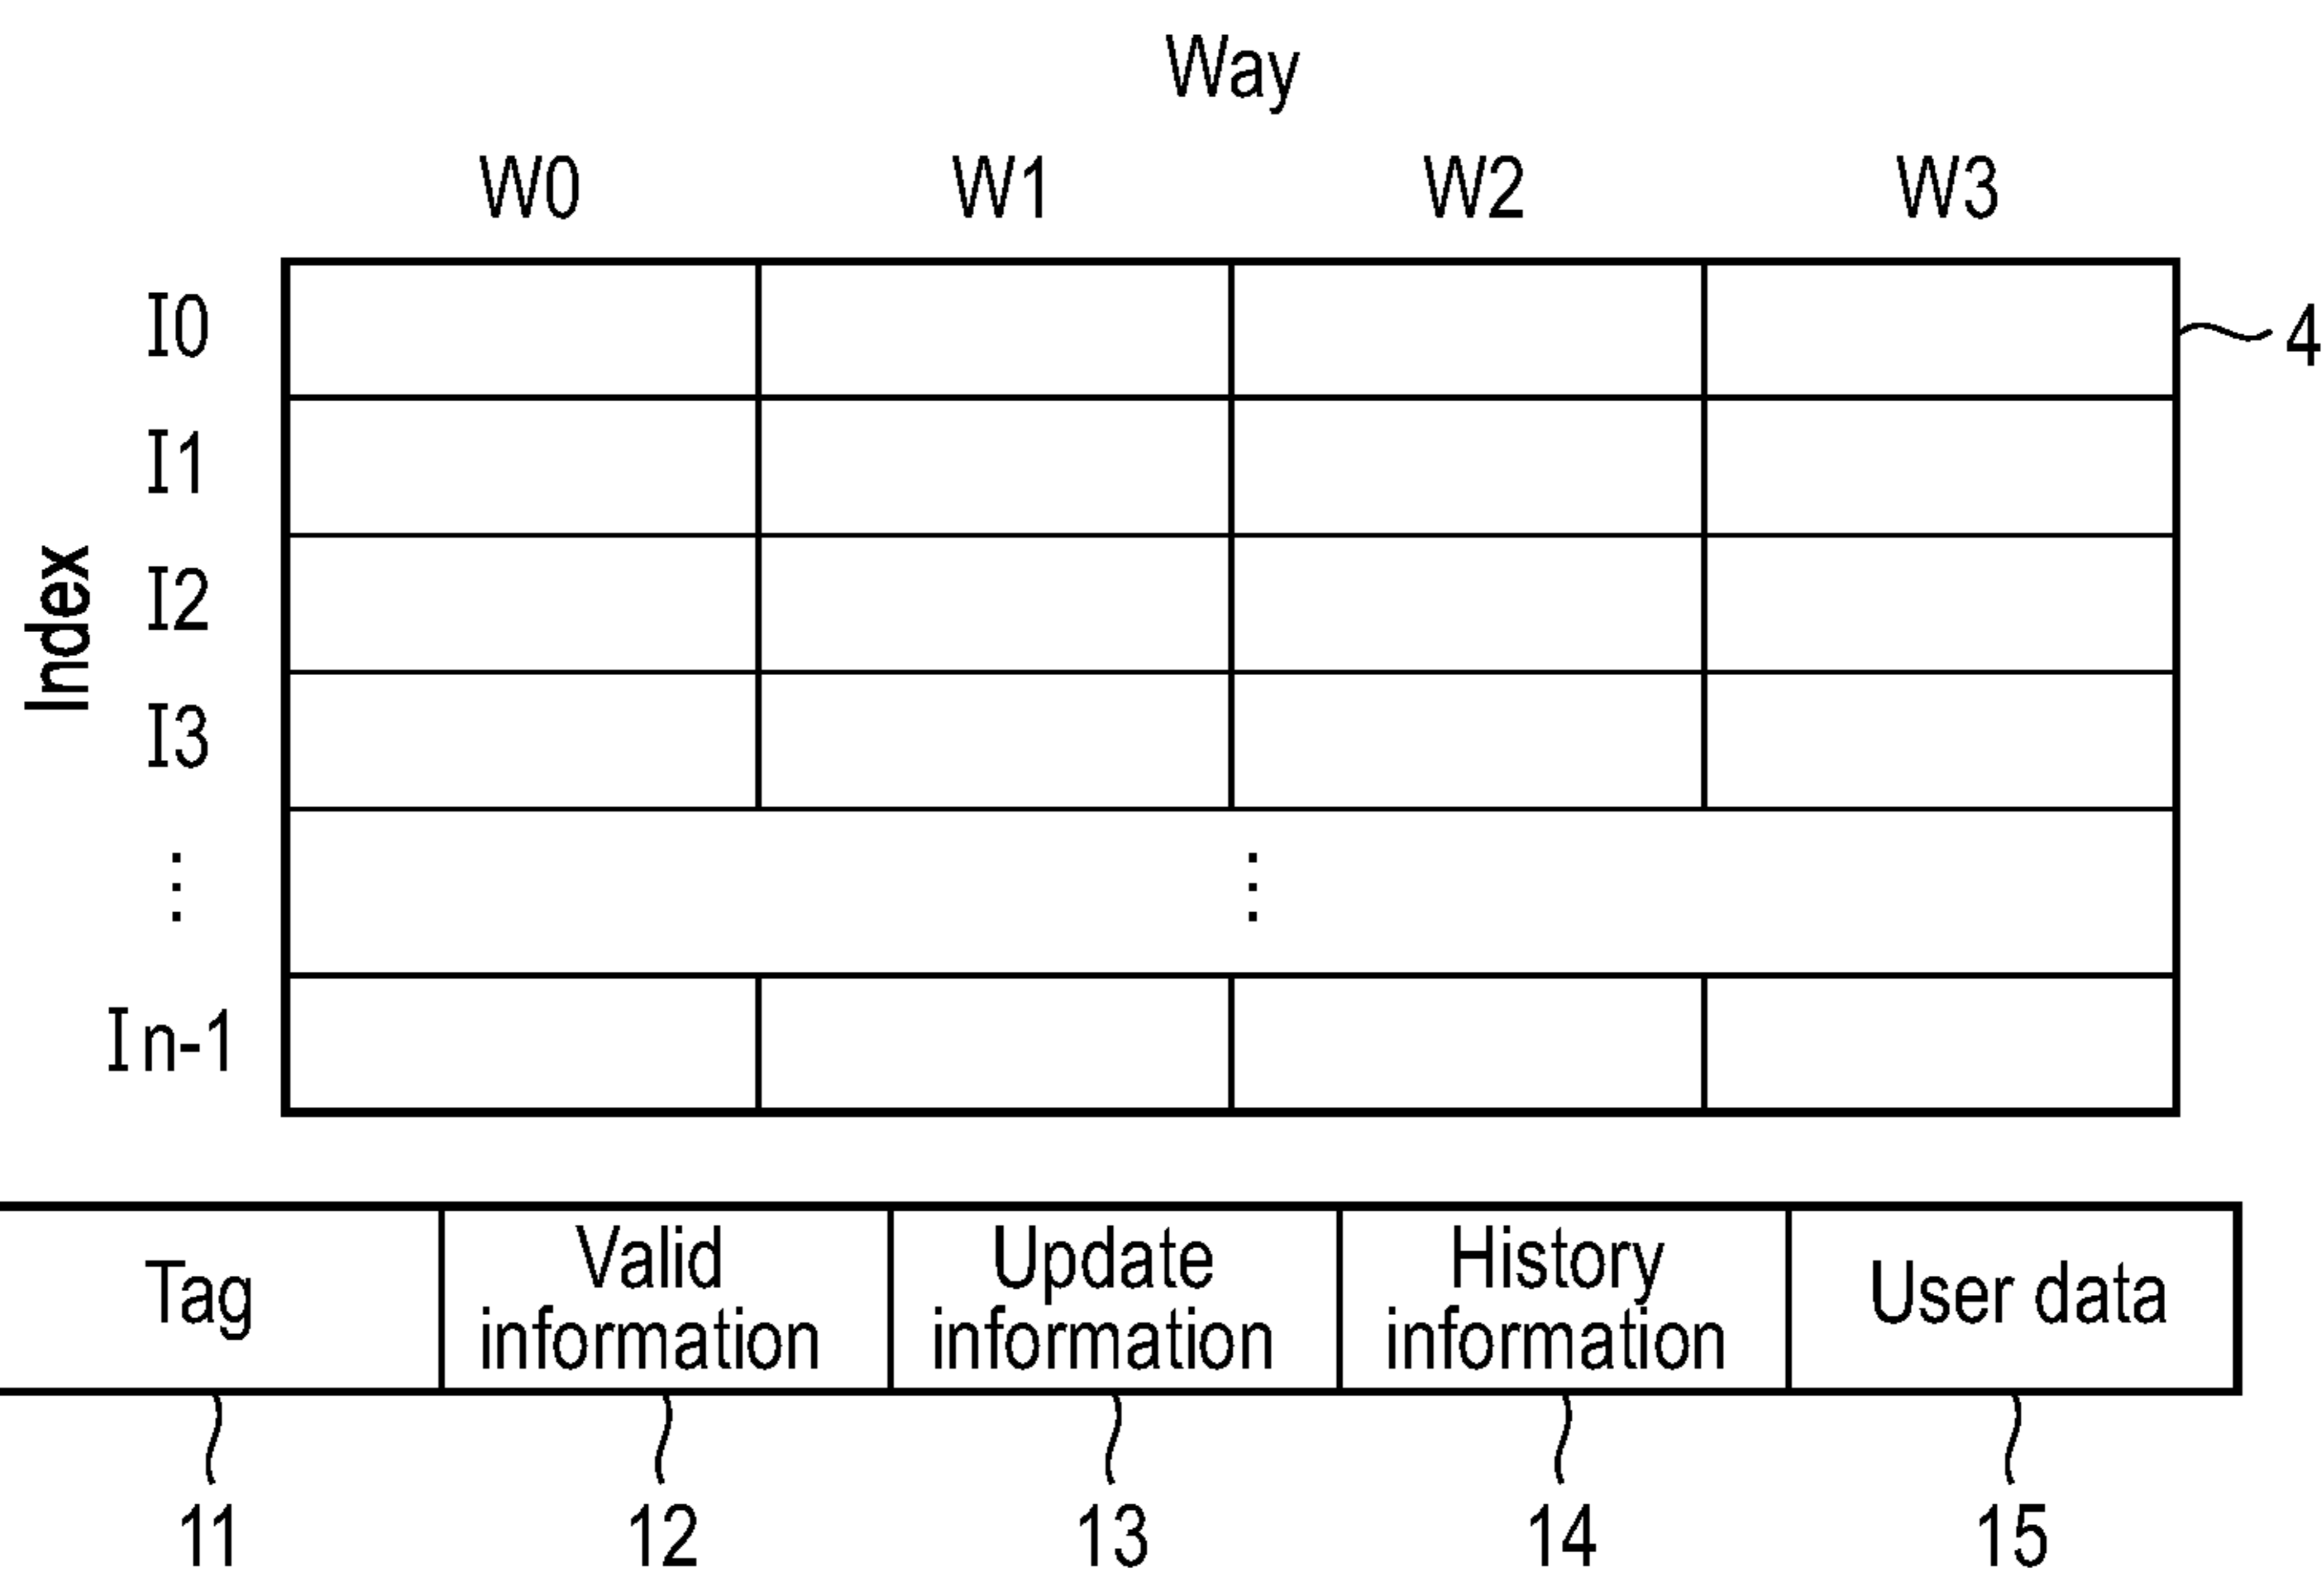 Way
W0 W1 W2 W3
I0
4
I1
Index
I2
I3
⋮ ⋮
In-1
Tag
Valid
information
Update
information
History
information
User data
11 12 13 14 15